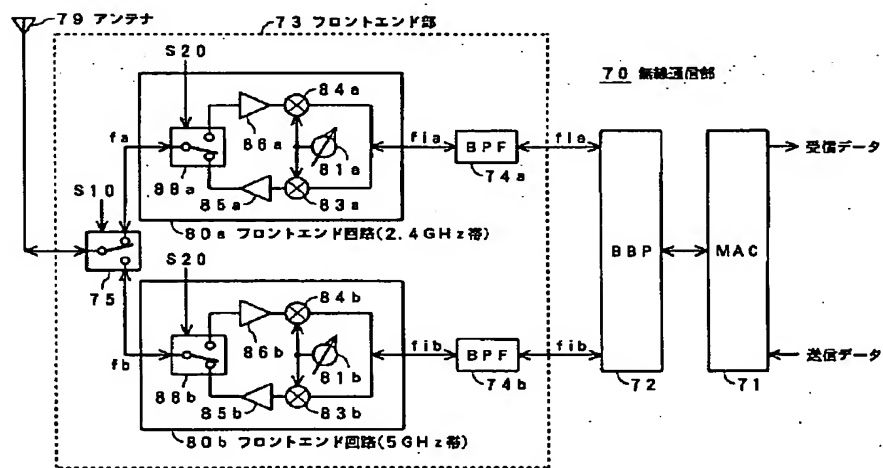 79 アンテナ
73 フロントエンド部
S20
84a
70 無線通信部
fa
86a
81a
fia
BPF
fia
74a
受信データ
88a
85a
83a
S10
80a フロントエンド回路(2.4GHz帯)
75
BBP
MAC
S20
84b
fb
86b
81b
fib
BPF
fib
74b
送信データ
88b
85b
83b
72
71
80b フロントエンド回路(5GHz帯)